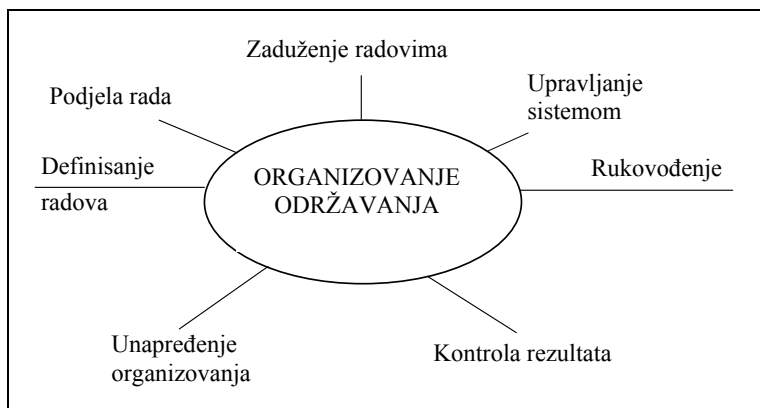 Zaduženje radovima
Upravljanje
sistemom
Podjela rada
Definisanje
radova
ORGANIZOVANJE
ODRŽAVANJA
Rukovođenje
Unapređenje
organizovanja
Kontrola rezultata